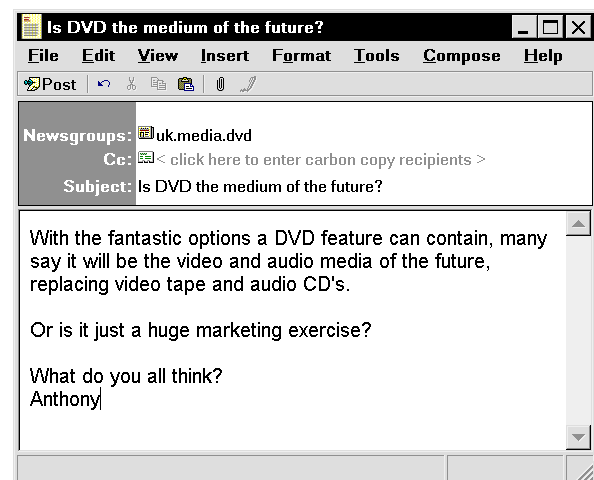 Is DVD the medium of the future?
File Edit View Insert Format Tools Compose Help
Post
Newsgroups: uk.media.dvd
Cc: < click here to enter carbon copy recipients >
Subject: Is DVD the medium of the future?
With the fantastic options a DVD feature can contain, many
say it will be the video and audio media of the future,
replacing video tape and audio CD's.
Or is it just a huge marketing exercise?
What do you all think?
Anthony